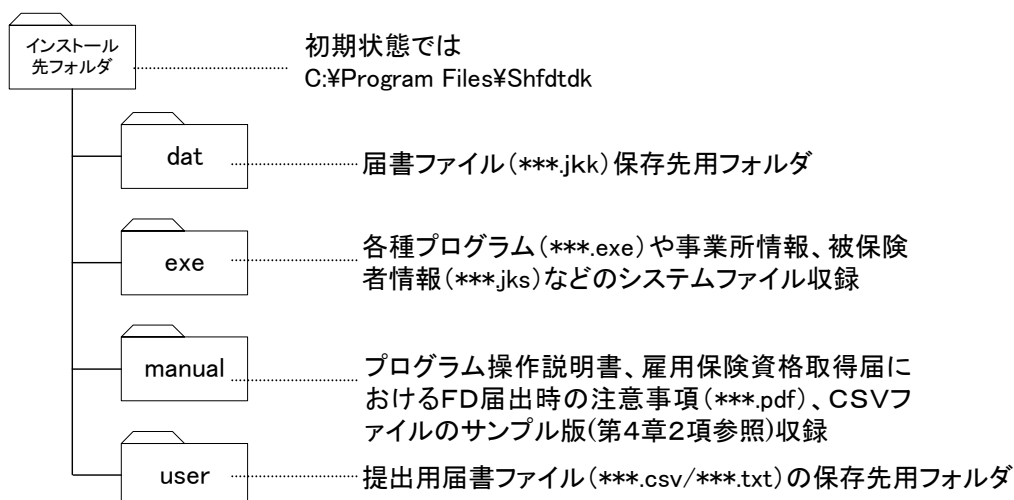 インストール
先フォルダ
初期状態では
C:¥Program Files¥Shfdtdk
dat
届書ファイル(***.jkk)保存先用フォルダ
exe
各種プログラム(***.exe)や事業所情報、被保険
者情報(***.jks)などのシステムファイル収録
manual
プログラム操作説明書、雇用保険資格取得届に
おけるFD届出時の注意事項(***.pdf)、CSVフ
ァイルのサンプル版(第4章2項参照)収録
user
提出用届書ファイル(***.csv/***.txt)の保存先用フォルダ